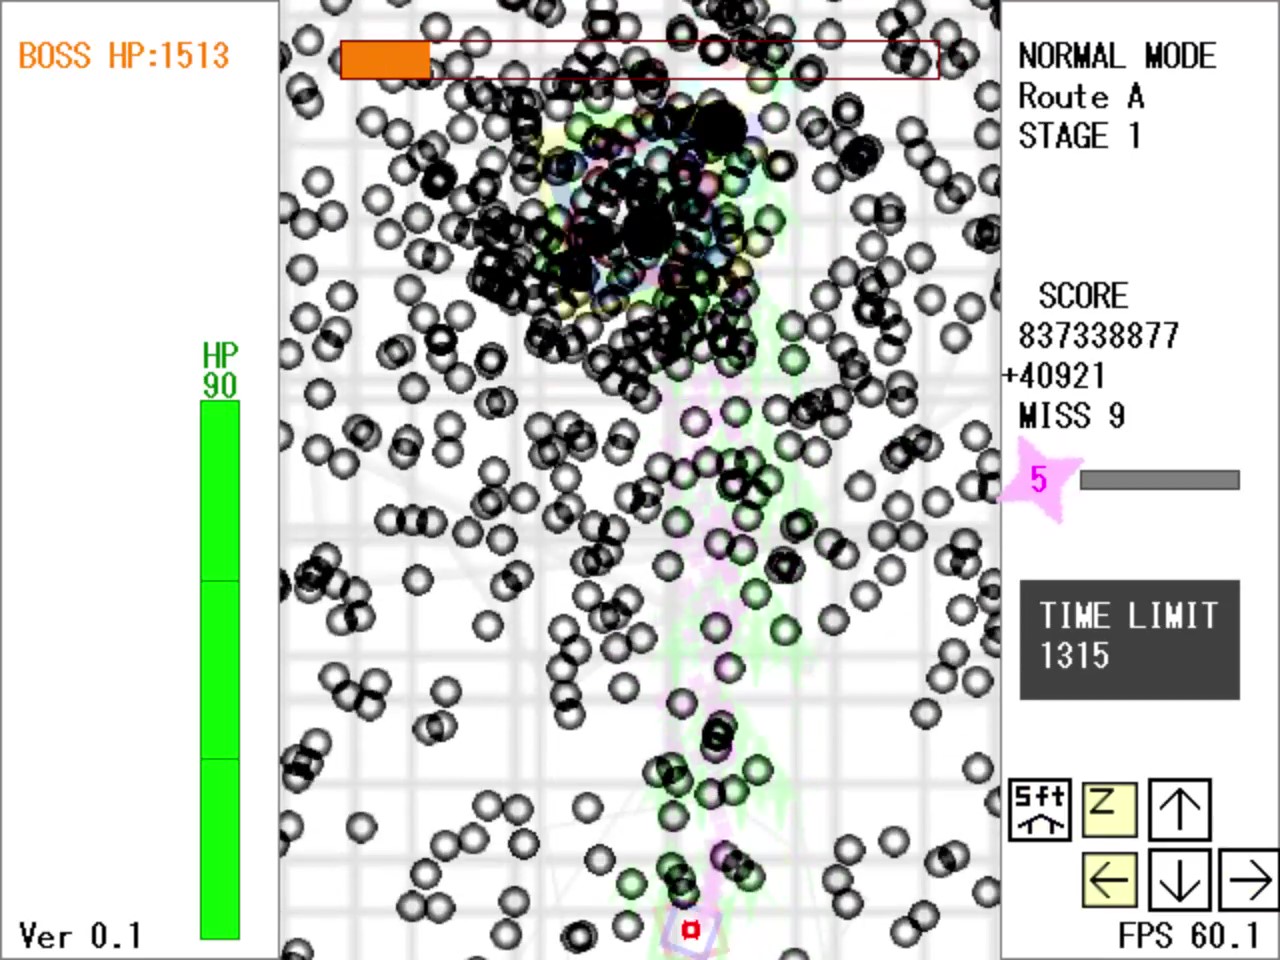 BOSS HP:1513
HP
90
Ver 0.1
NORMAL MODE
Route A
STAGE 1
SCORE
837338877
+40921
MISS 9
5
TIME LIMIT
1315
Sft
Z
FPS 60.1